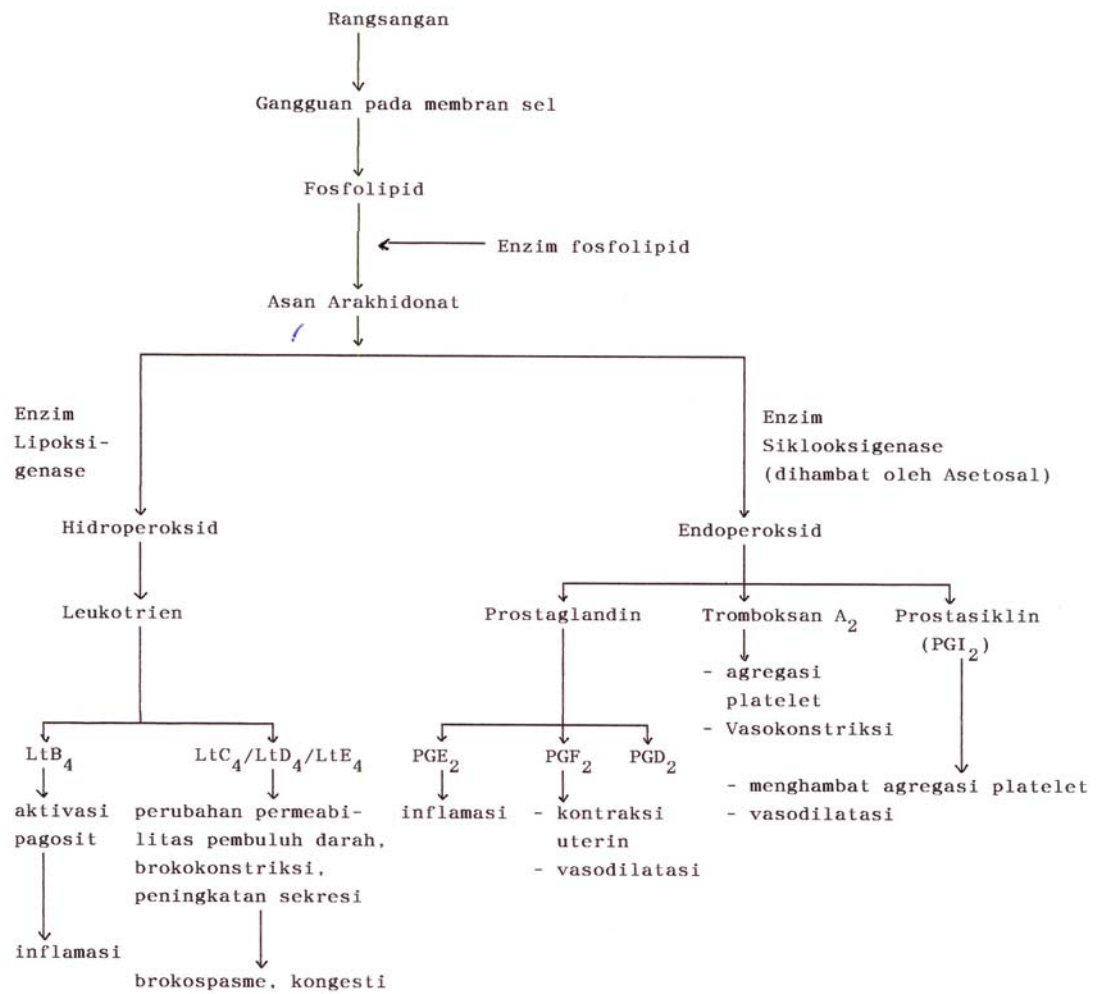 Rangsangan
Gangguan pada membran sel
Fosfolipid
Enzim fosfolipid
Asan Arakhidonat
Enzim
Lipoksi-
genase
Enzim
Siklooksigenase
(dihambat oleh Asetosal)
Hidroperoksid
Endoperoksid
Leukotrien
Prostaglandin
Tromboksan A2
Prostasiklin
(PGI2)
- agregasi
platelet
- Vasokonstriksi
LtB4
LtC4/LtD4/LtE4
PGE2
PGF2
PGD2
- menghambat agregasi platelet
- vasodilatasi
aktivasi
pagosit
perubahan permeabi-
litas pembuluh darah,
brokokonstriksi,
peningkatan sekresi
inflamasi
- kontraksi
uterin
- vasodilatasi
inflamasi
brokospasme, kongesti